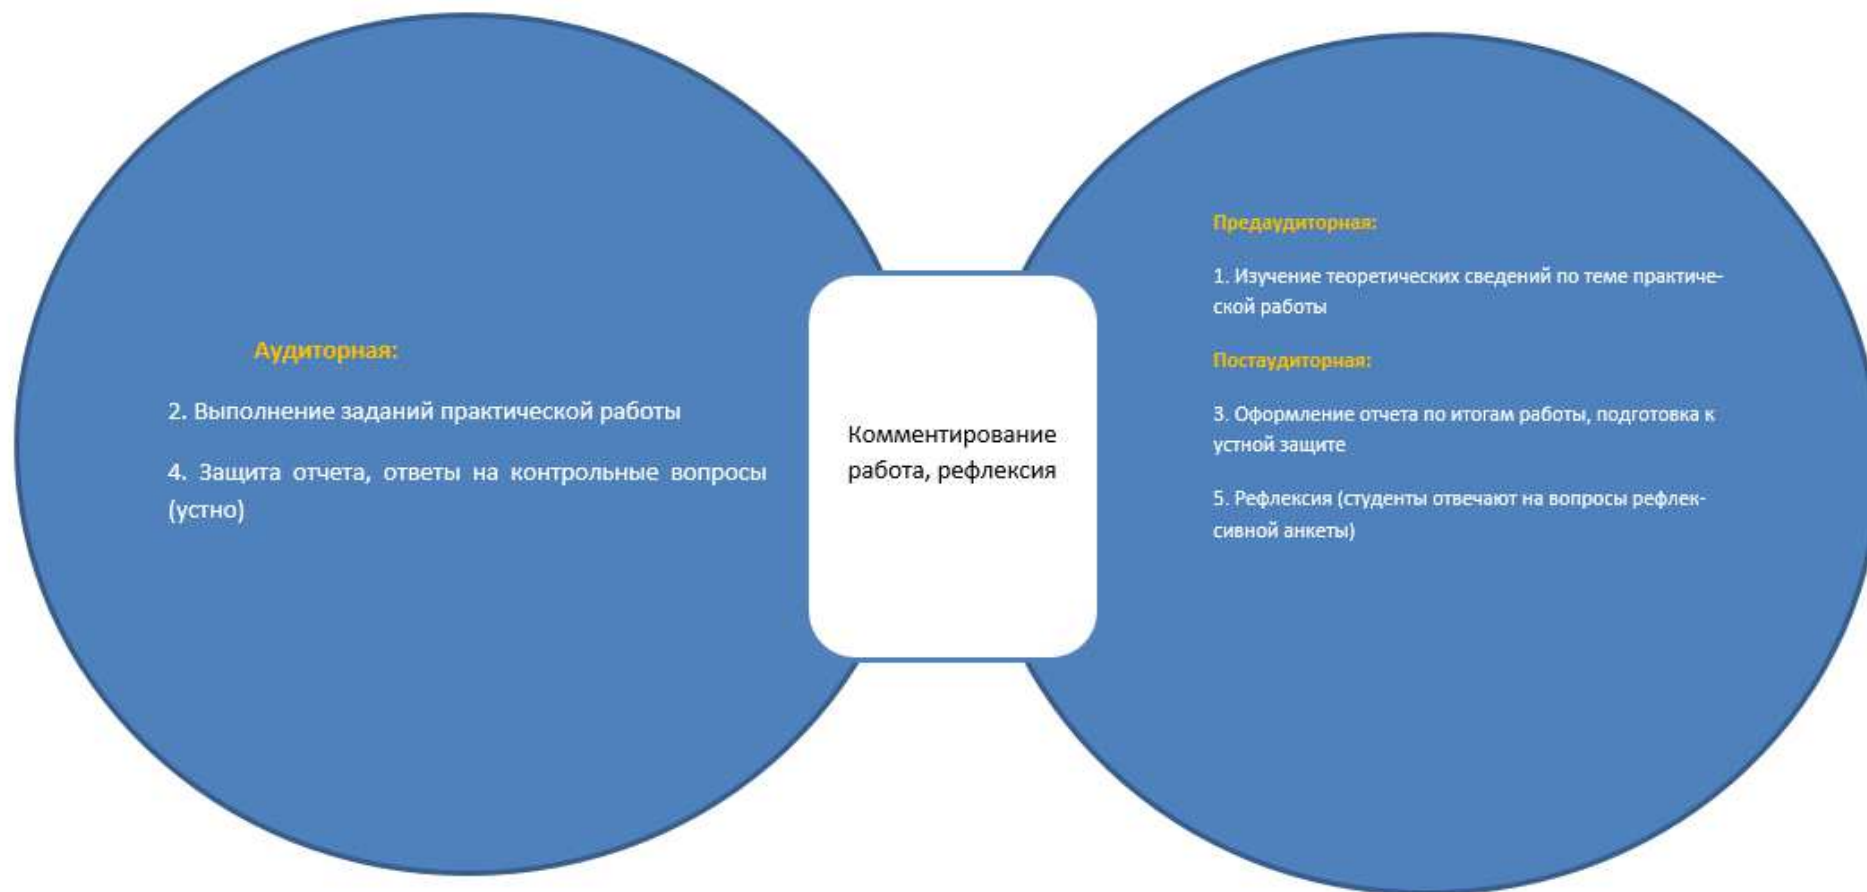 Аудиторная:
2. Выполнение заданий практической работы
4. Защита отчета, ответы на контрольные вопросы
(устно)
Комментирование
работа, рефлексия
Предаудиторная:
1. Изучение теоретических сведений по теме практиче-
ской работы
Постаудиторная:
3. Оформление отчета по итогам работы, подготовка к
устной защите
5. Рефлексия (студенты отвечают на вопросы рефлек-
сивной анкеты)